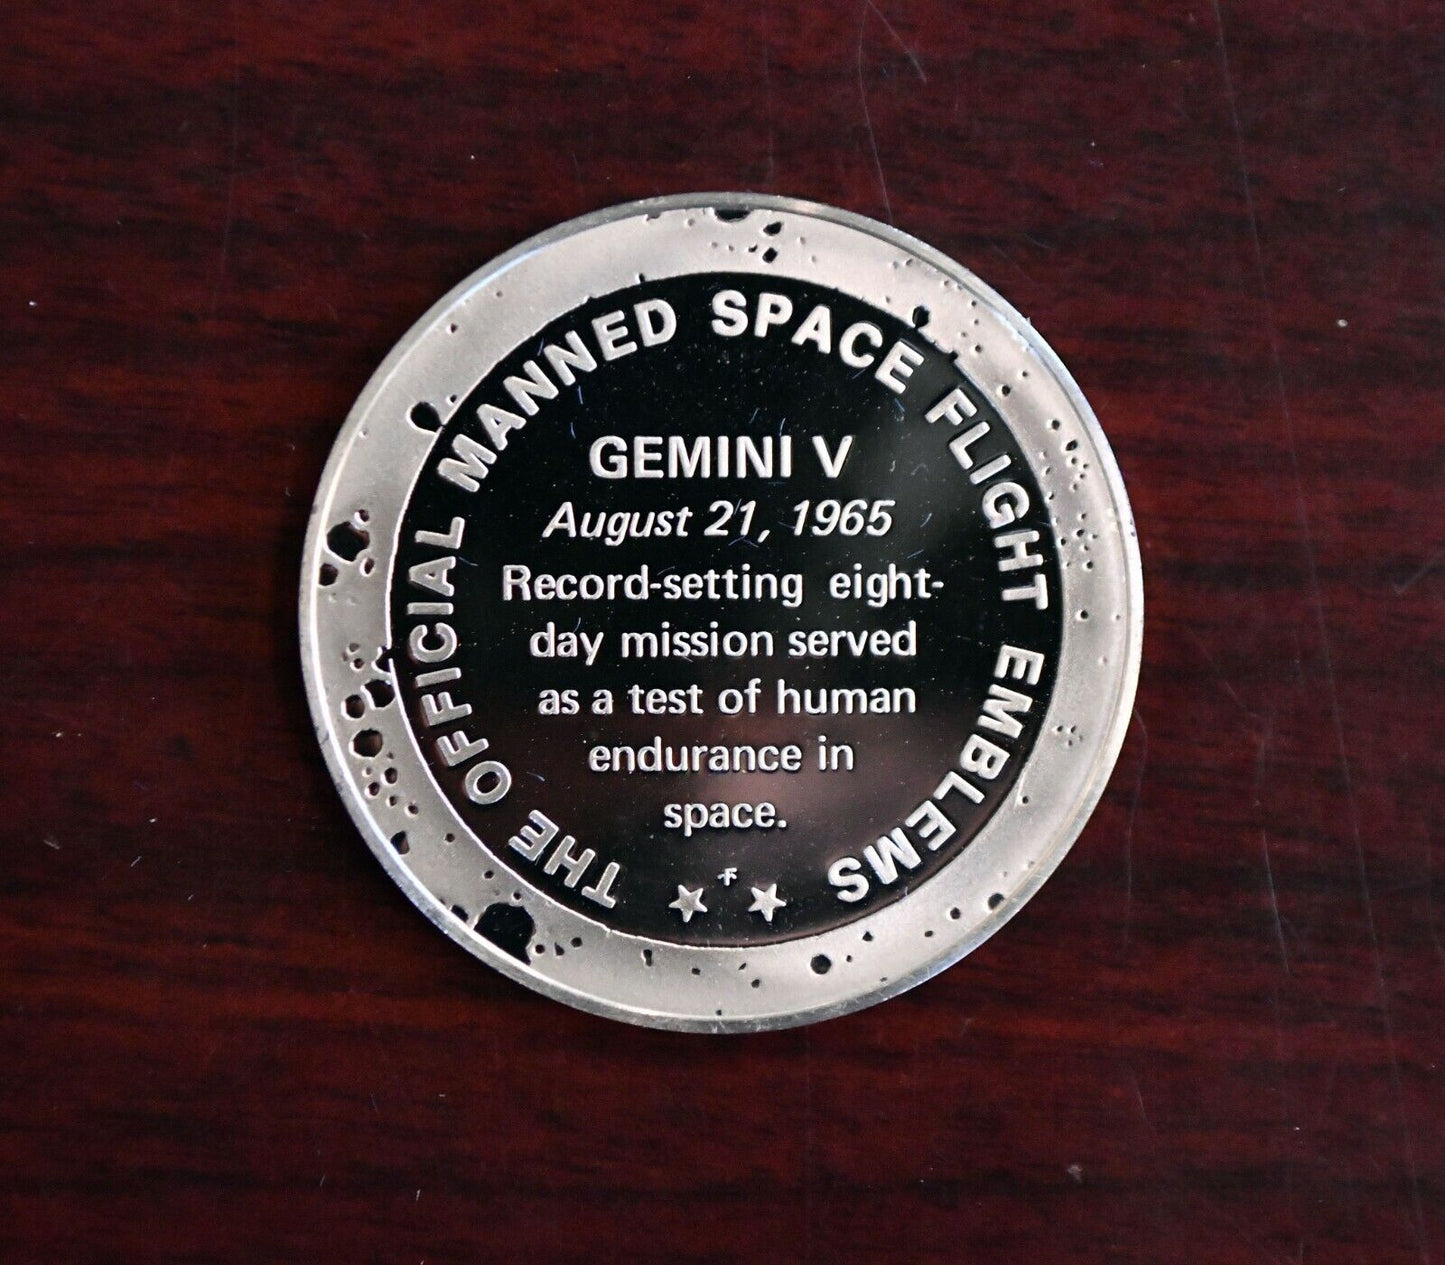 THE OFFICIAL MANNED SPACE FLIGHT EMBLEMS
GEMINI V
August 21, 1965
Record-setting eight-
day mission served
as a test of human
endurance in
space.